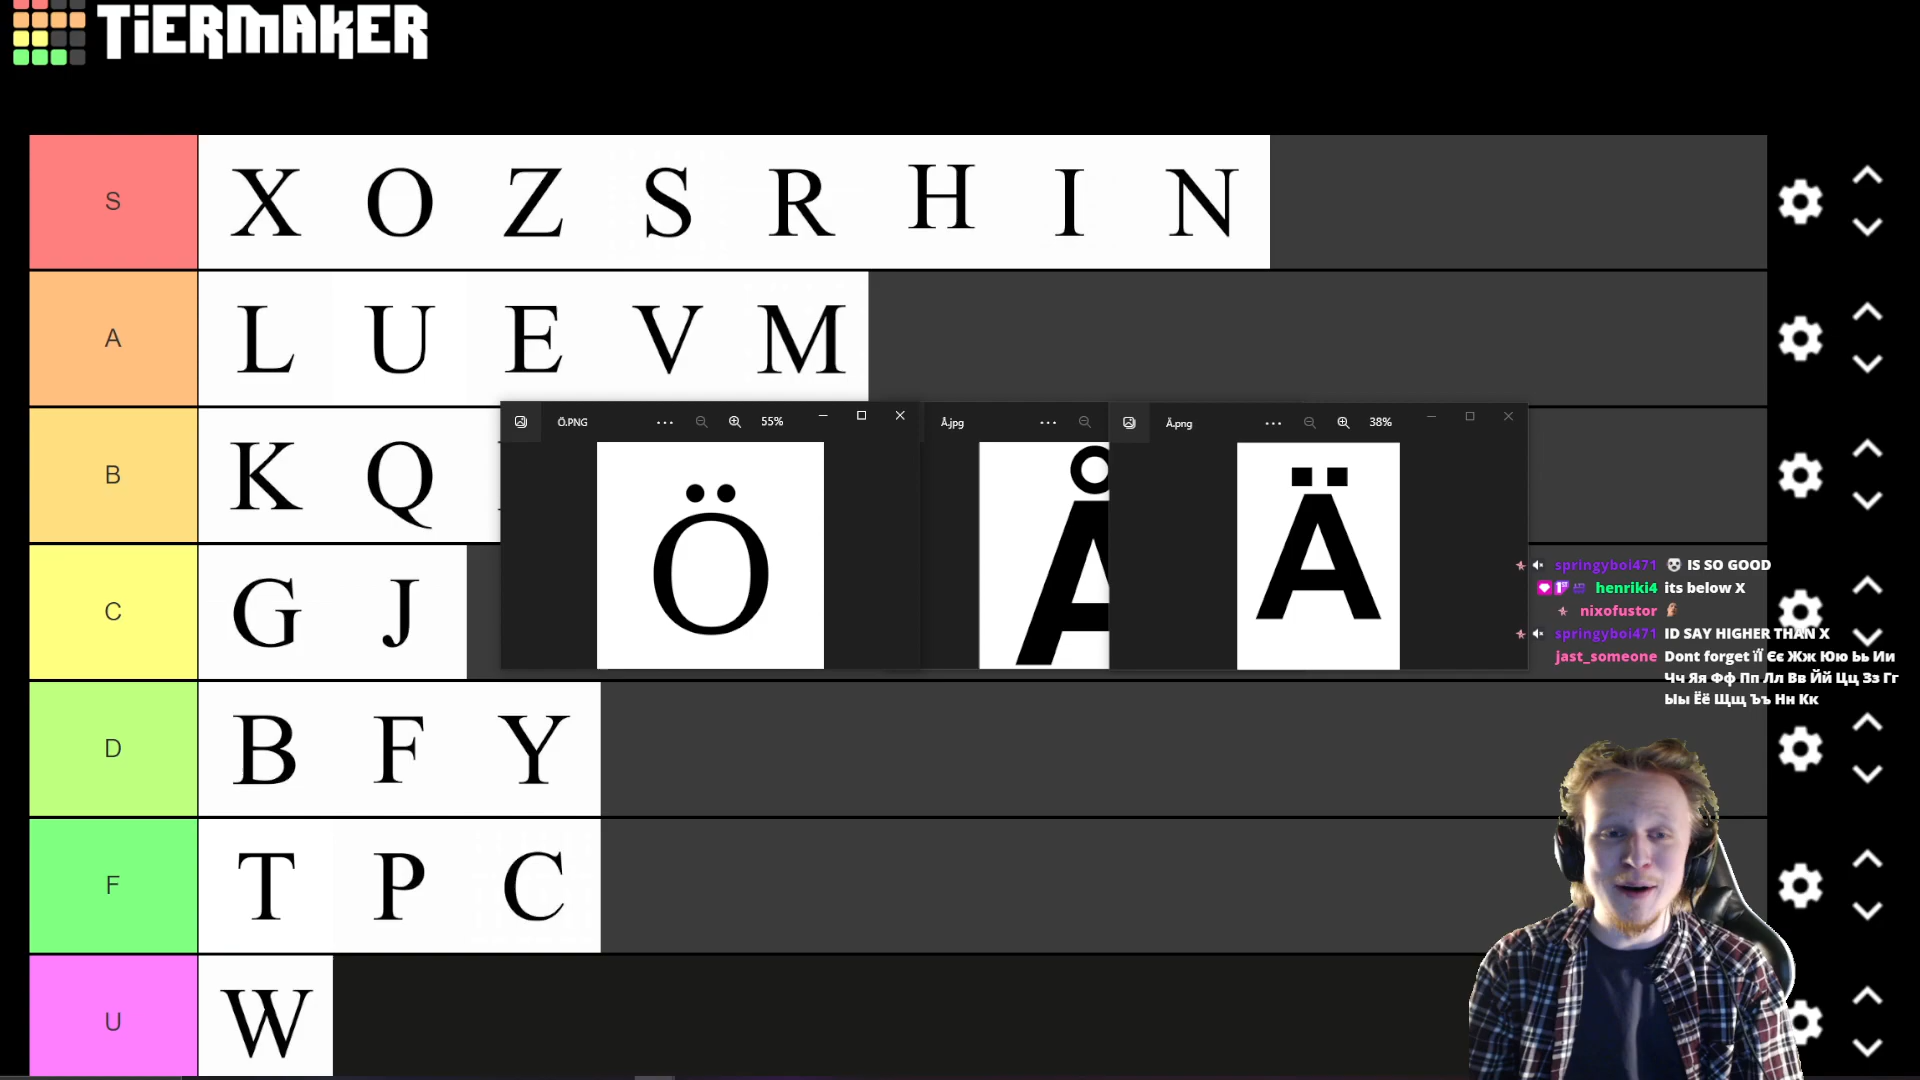 TiERMAKER
S X O Z S R H I N
A L U E V M
B K Q
Ö.PNG 55%
Å.jpg
Ä.png 38%
Ö
Å
Ä
C G J
springyboi471 IS SO GOOD
henriki4 its below X
nixofustor
springyboi471 ID SAY HIGHER THAN X
jast_someone Dont forget їЇ Єє Жж Юю Ьь Ии
Чч Яя Фф Пп Лл Вв Йй Цц Зз Гг
Ыы Ёё Щщ Ъъ Нн Кк
D B F Y
F T P C
U W